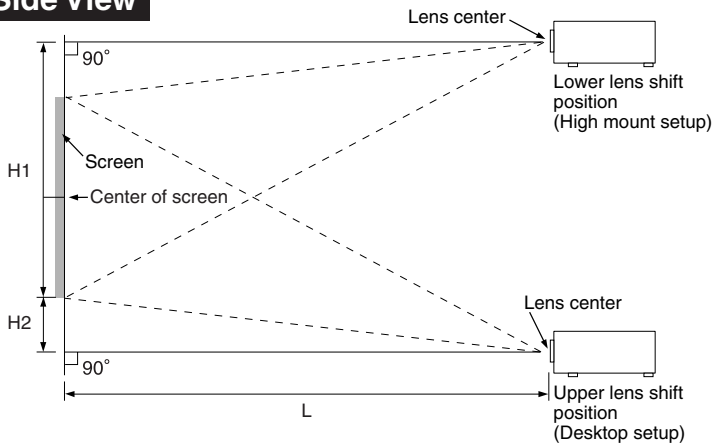 Side View
Lens center
90°
Lower lens shift
position
(High mount setup)
Screen
H1
Center of screen
Lens center
H2
90°
L
Upper lens shift
position
(Desktop setup)